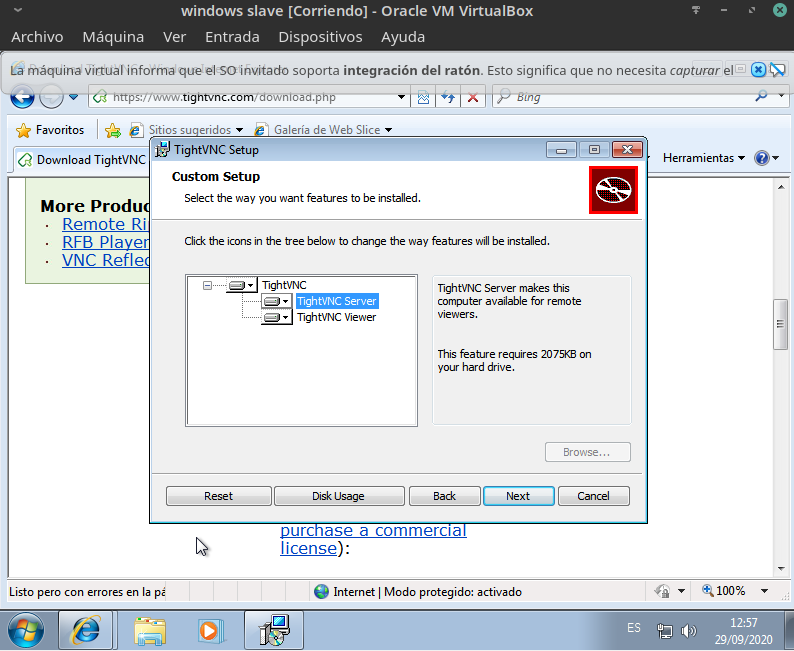 windows slave [Corriendo] - Oracle VM VirtualBox
Archivo Máquina Ver Entrada Dispositivos Ayuda
La máquina virtual informa que el SO invitado soporta integración del ratón. Esto significa que no necesita capturar el
https://www.tightvnc.com/download.php
Bing
Favoritos Sitios sugeridos Galería de Web Slice
Download TightVNC
Herramientas
TightVNC Setup
Custom Setup
Select the way you want features to be installed.
Click the icons in the tree below to change the way features will be installed.
TightVNC
TightVNC Server
TightVNC Viewer
TightVNC Server makes this
computer available for remote
viewers.
This feature requires 2075KB on
your hard drive.
Browse...
Reset Disk Usage Back Next Cancel
More Produc
· Remote Ri
· RFB Player
· VNC Reflec
purchase a commercial
license):
Listo pero con errores en la pá
Internet | Modo protegido: activado
100%
ES
12:57
29/09/2020